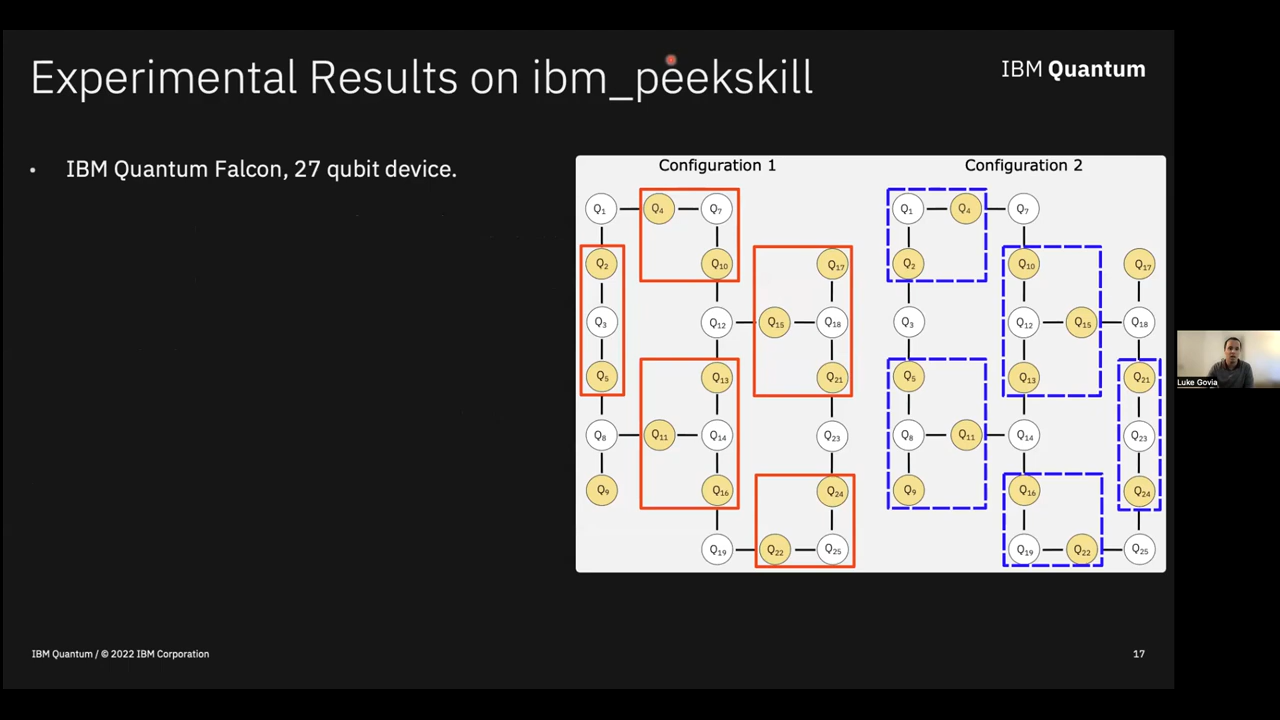 Experimental Results on ibm_peekskill
IBM Quantum
IBM Quantum Falcon, 27 qubit device.
Configuration 1
Configuration 2
Q1 Q4 Q7 Q1 Q4 Q7
Q2 Q10 Q17 Q2 Q10 Q17
Q3 Q12 Q15 Q18 Q3 Q12 Q15 Q18
Q5 Q13 Q21 Q5 Q13 Q21
Q8 Q11 Q14 Q23 Q8 Q11 Q14 Q23
Q9 Q16 Q24 Q9 Q16 Q24
Q19 Q22 Q25 Q19 Q22 Q25
Luke Govia
IBM Quantum / © 2022 IBM Corporation
17